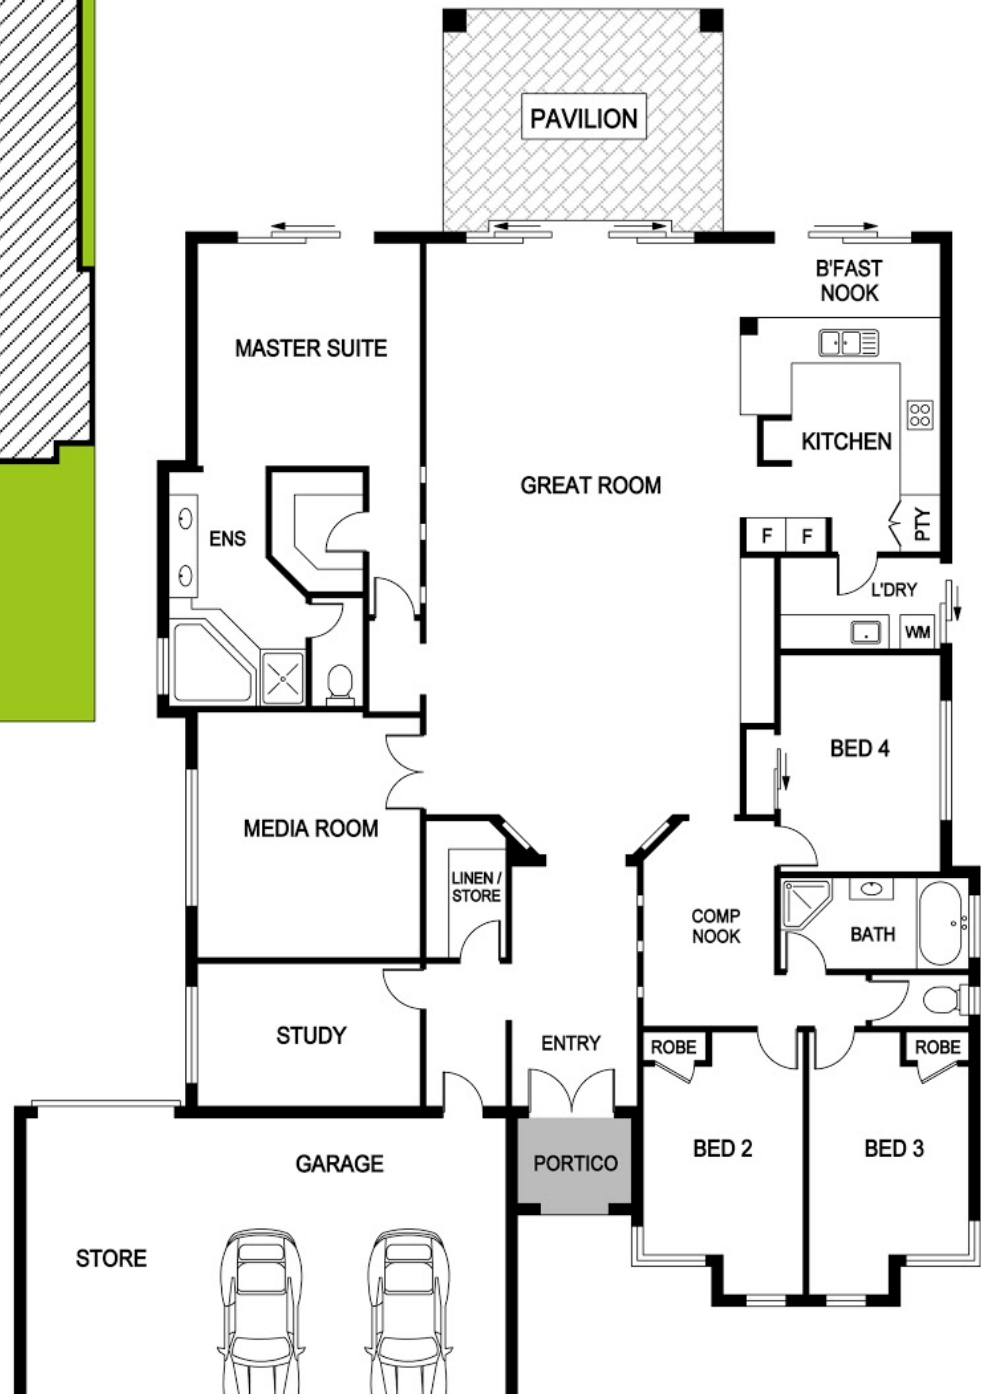 PAVILION
B'FAST
NOOK
MASTER SUITE
KITCHEN
GREAT ROOM
ENS
F
F
PTY
L'DRY
WM
BED 4
MEDIA ROOM
LINEN /
STORE
COMP
NOOK
BATH
STUDY
ENTRY
ROBE
ROBE
BED 2
BED 3
GARAGE
PORTICO
STORE